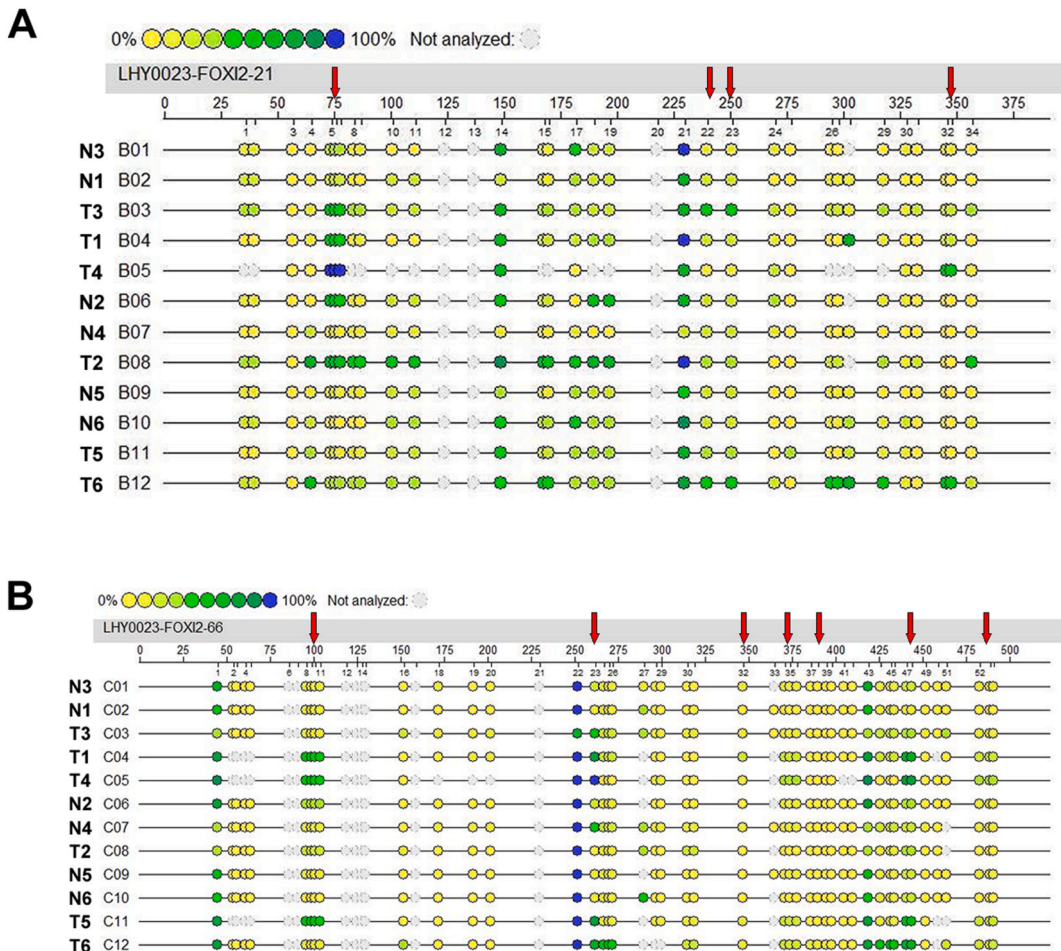 A
0% 100% Not analyzed:
LHY0023-FOXI2-21
0 25 50 75 100 125 150 175 200 225 250 275 300 325 350 375
1 3 4 5 8 10 11 12 13 14 15 17 19 20 21 22 23 24 26 29 30 32 34
N3 B01
N1 B02
T3 B03
T1 B04
T4 B05
N2 B06
N4 B07
T2 B08
N5 B09
N6 B10
T5 B11
T6 B12
B
0% 100% Not analyzed:
LHY0023-FOXI2-66
0 25 50 75 100 125 150 175 200 225 250 275 300 325 350 375 400 425 450 475 500
1 2 4 6 8 11 12 14 16 18 19 20 21 22 23 26 27 29 30 32 33 35 37 39 41 43 45 47 49 51 52
N3 C01
N1 C02
T3 C03
T1 C04
T4 C05
N2 C06
N4 C07
T2 C08
N5 C09
N6 C10
T5 C11
T6 C12